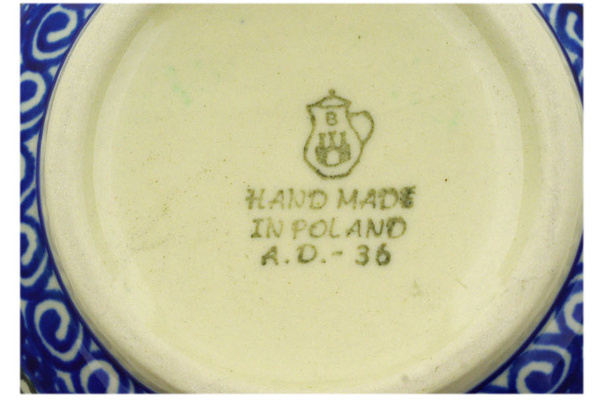 B
HAND MADE
IN POLAND
A.D.- 36